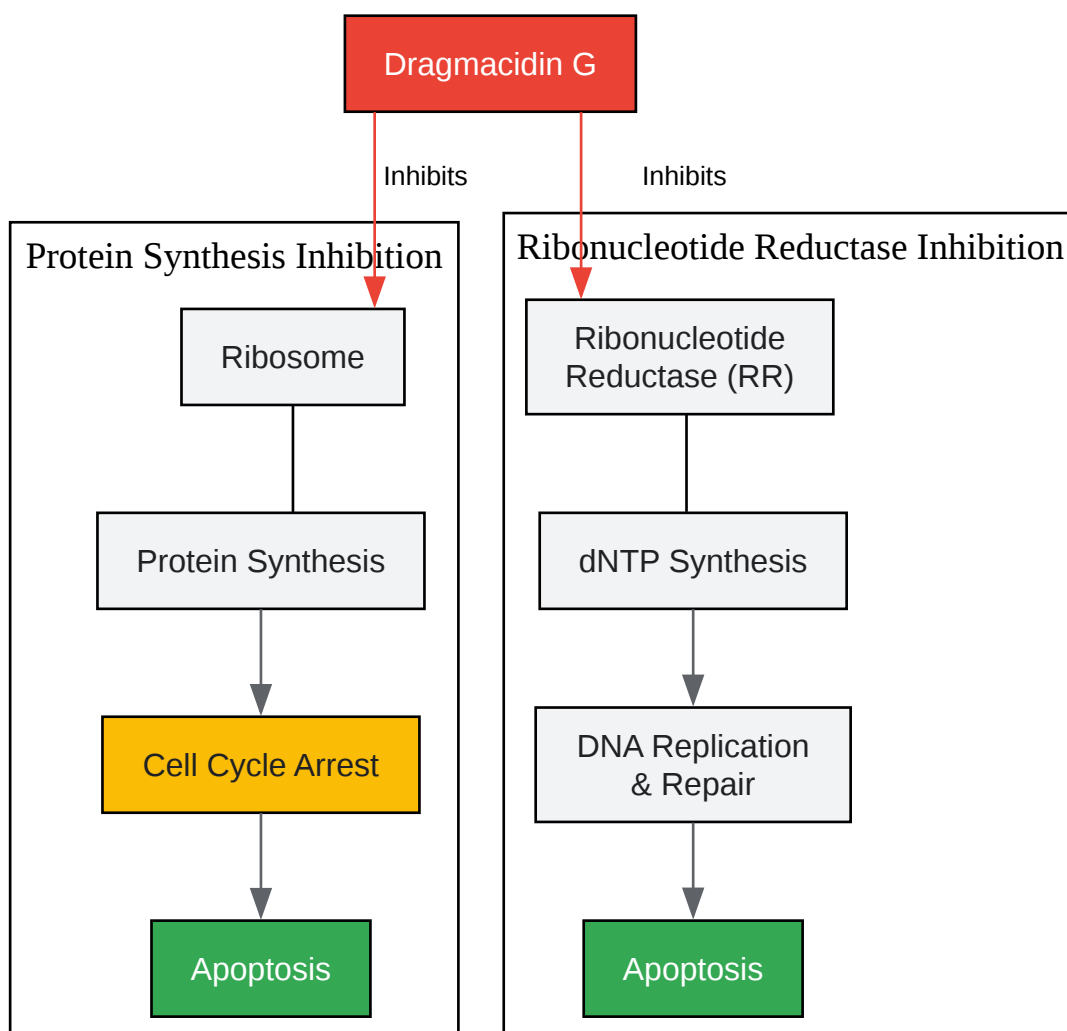 Dragmacidin G
Inhibits
Inhibits
Protein Synthesis Inhibition
Ribosome
Protein Synthesis
Cell Cycle Arrest
Apoptosis
Ribonucleotide Reductase Inhibition
Ribonucleotide
Reductase (RR)
dNTP Synthesis
DNA Replication
& Repair
Apoptosis